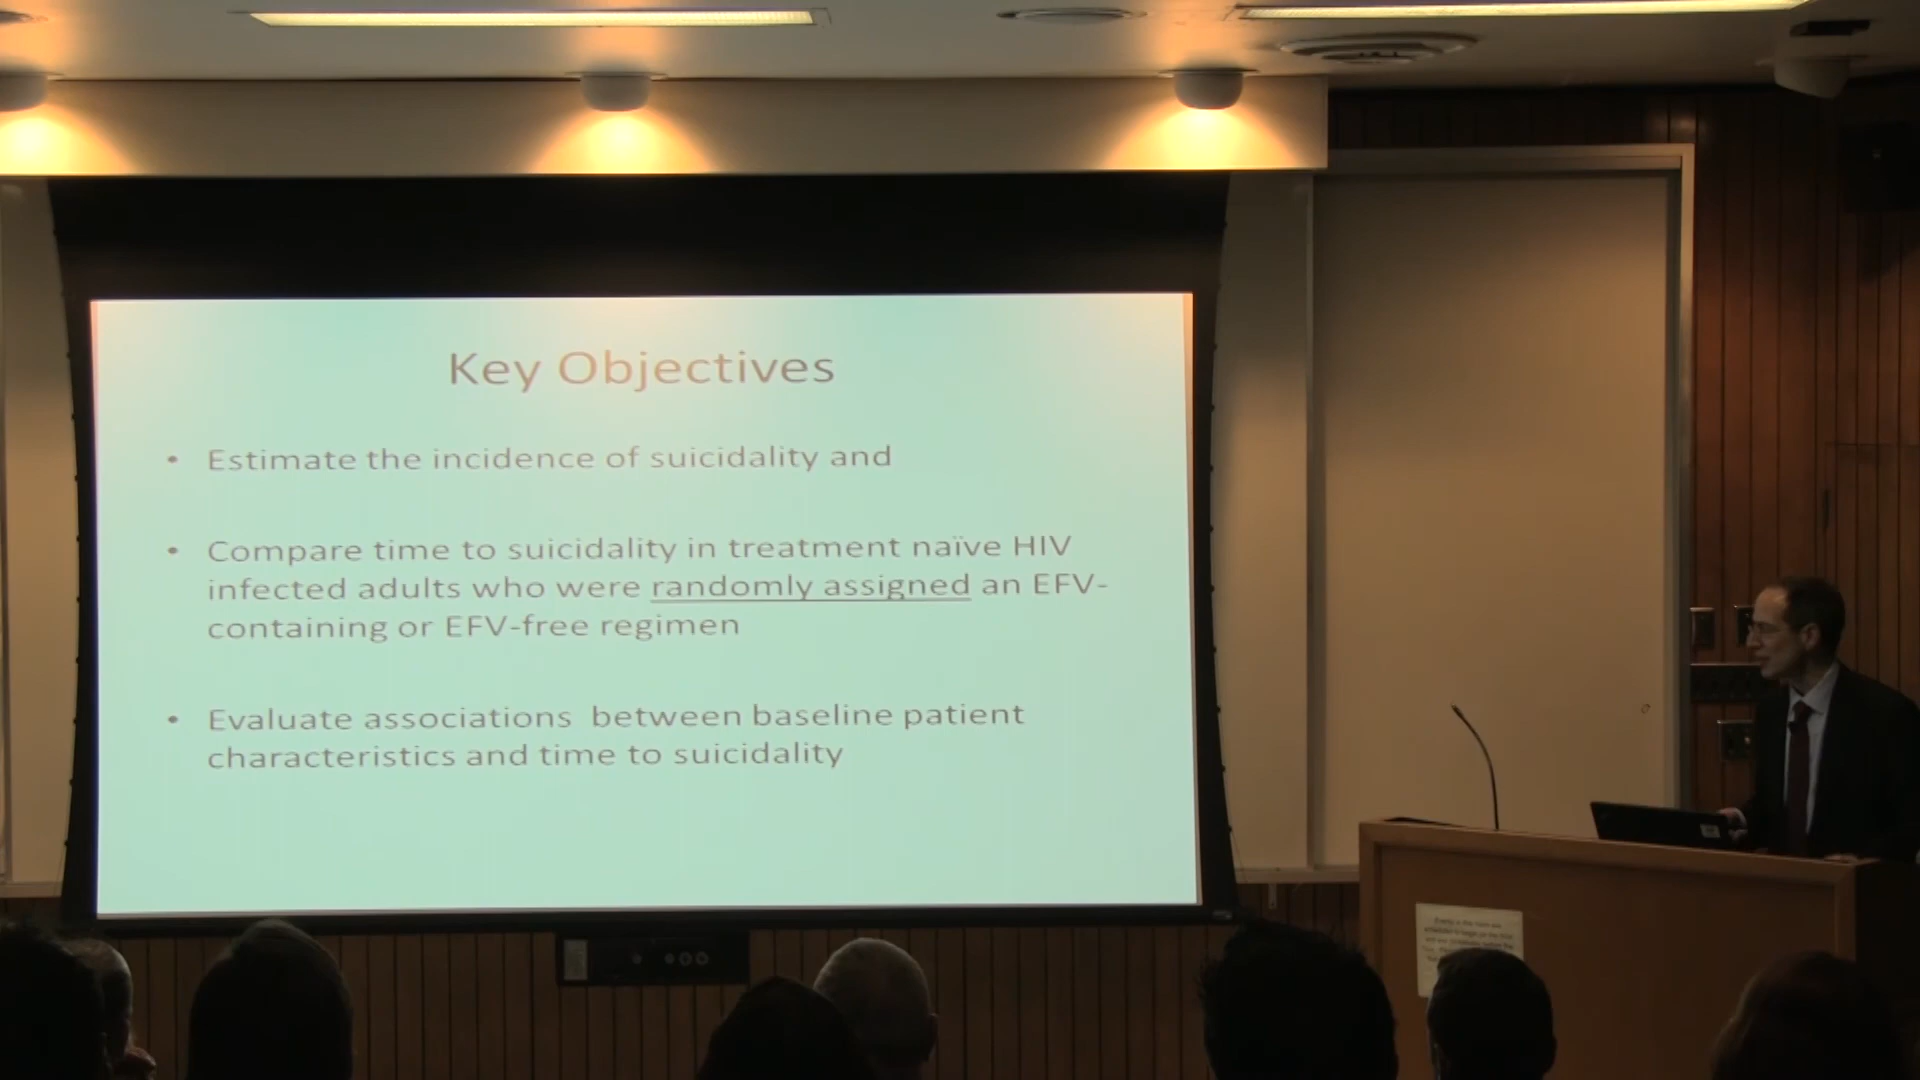 Key Objectives
• Estimate the incidence of suicidality and
• Compare time to suicidality in treatment naïve HIV
infected adults who were randomly assigned an EFV-
containing or EFV-free regimen
• Evaluate associations between baseline patient
characteristics and time to suicidality